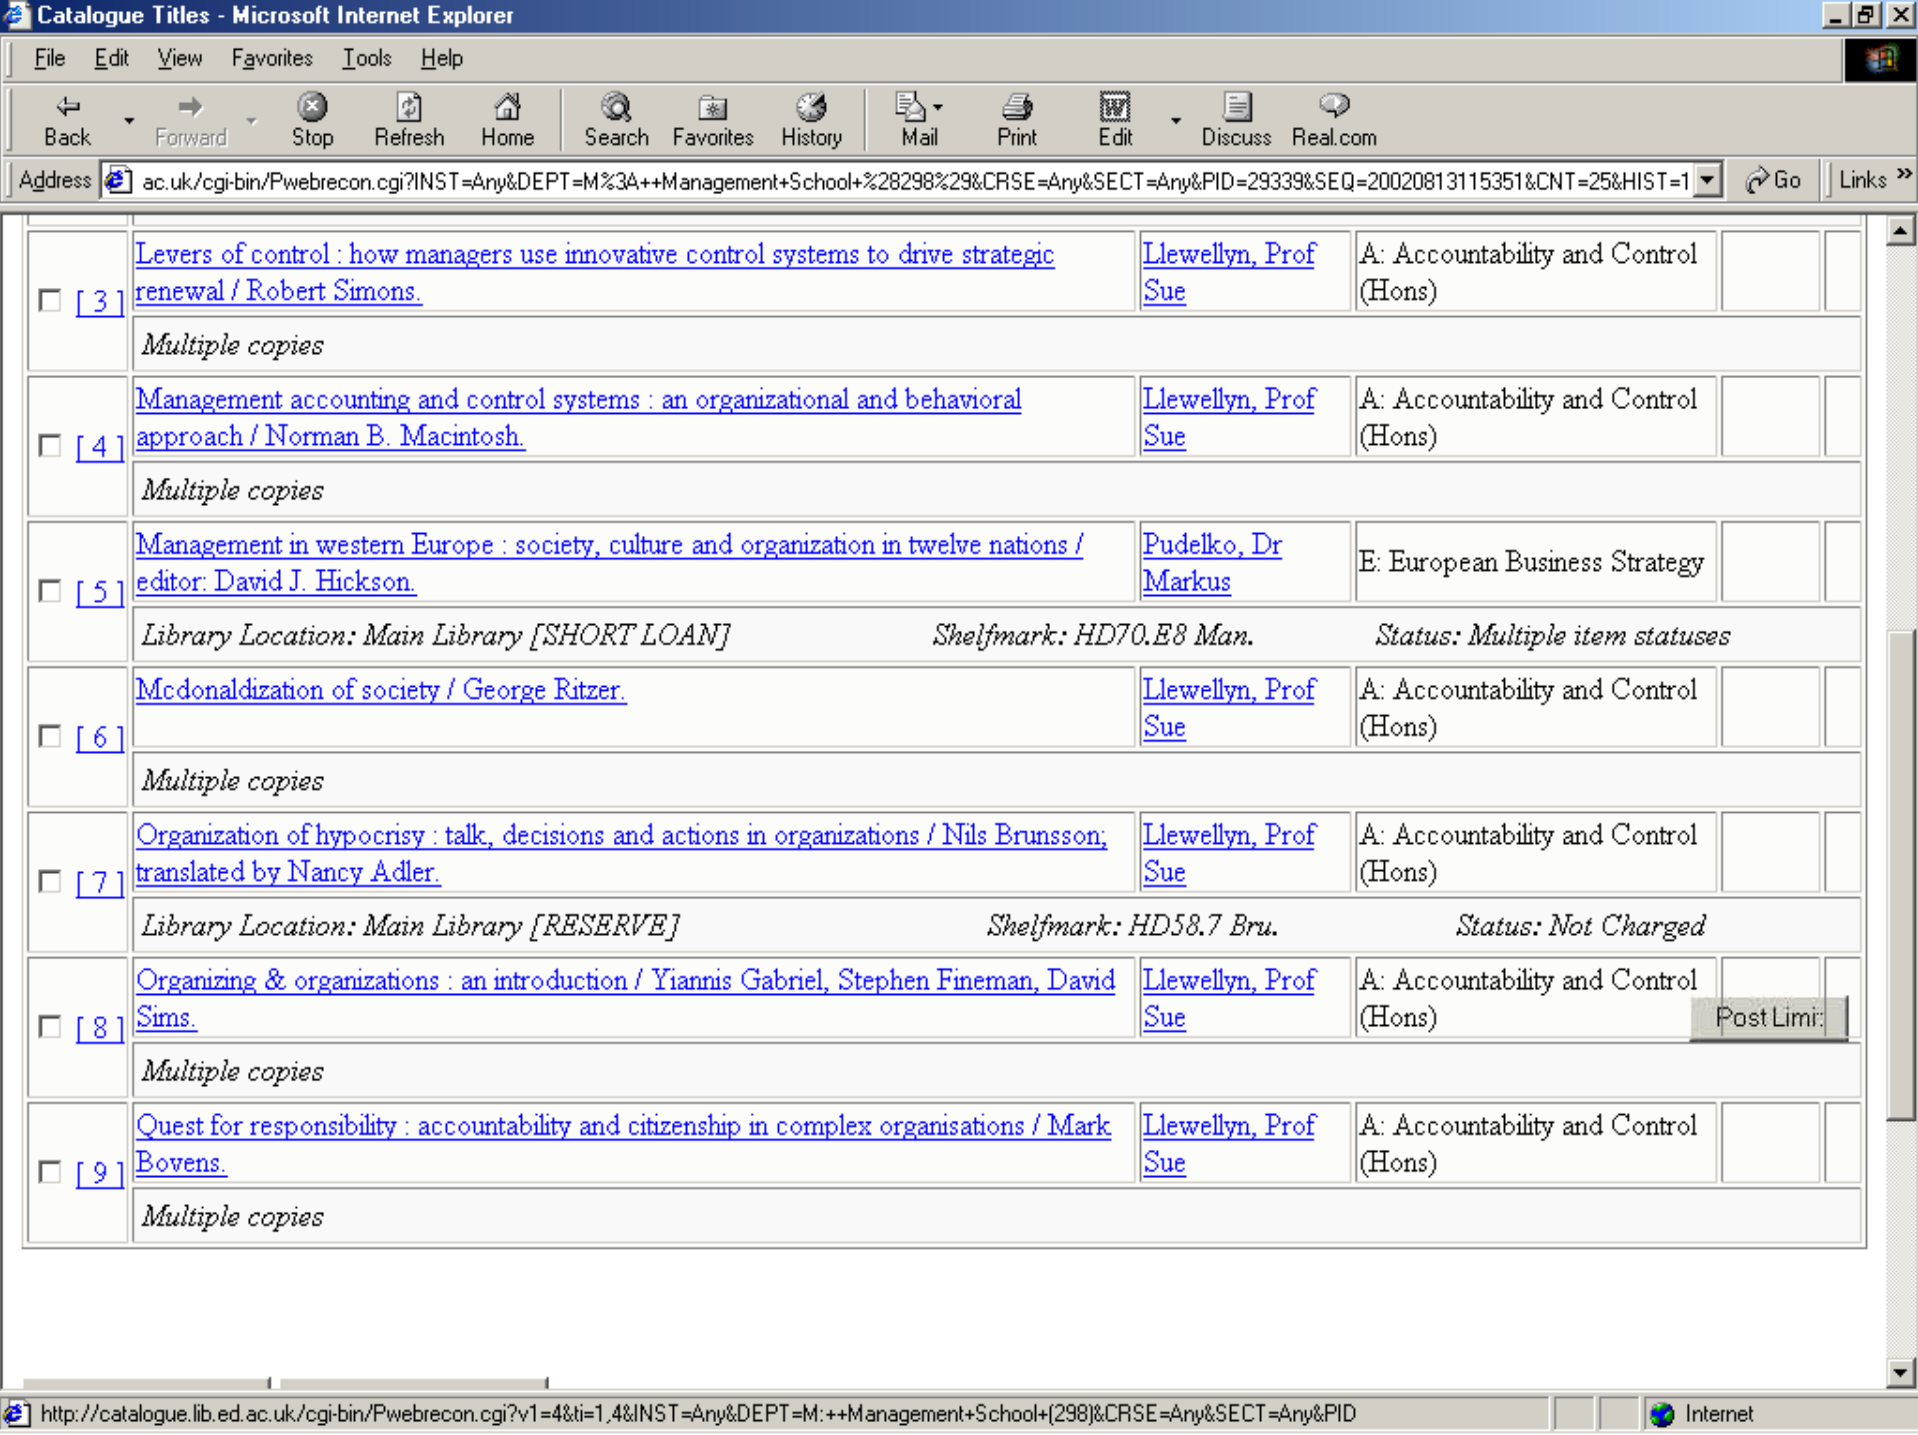 Catalogue Titles - Microsoft Internet Explorer
File Edit View Favorites Tools Help
Back Forward Stop Refresh Home Search Favorites History Mail Print Edit Discuss Real.com
Address ac.uk/cgi-bin/Pwebrecon.cgi?INST=Any&DEPT=M%3A++Management+School+%28298%29&CRSE=Any&SECT=Any&PID=29339&SEQ=20020813115351&CNT=25&HIST=1 Go Links »
Levers of control : how managers use innovative control systems to drive strategic Llewellyn, Prof A: Accountability and Control
[ 3 ] renewal / Robert Simons. Sue (Hons)
Multiple copies
Management accounting and control systems : an organizational and behavioral Llewellyn, Prof A: Accountability and Control
[ 4 ] approach / Norman B. Macintosh. Sue (Hons)
Multiple copies
Management in western Europe : society, culture and organization in twelve nations / Pudelko, Dr E: European Business Strategy
[ 5 ] editor: David J. Hickson. Markus
Library Location: Main Library [SHORT LOAN] Shelfmark: HD70.E8 Man. Status: Multiple item statuses
Mcdonaldization of society / George Ritzer. Llewellyn, Prof A: Accountability and Control
[ 6 ] Sue (Hons)
Multiple copies
Organization of hypocrisy : talk, decisions and actions in organizations / Nils Brunsson; Llewellyn, Prof A: Accountability and Control
[ 7 ] translated by Nancy Adler. Sue (Hons)
Library Location: Main Library [RESERVE] Shelfmark: HD58.7 Bru. Status: Not Charged
Organizing & organizations : an introduction / Yiannis Gabriel, Stephen Fineman, David Llewellyn, Prof A: Accountability and Control
[ 8 ] Sims. Sue (Hons) Post Limi
Multiple copies
Quest for responsibility : accountability and citizenship in complex organisations / Mark Llewellyn, Prof A: Accountability and Control
[ 9 ] Bovens. Sue (Hons)
Multiple copies
http://catalogue.lib.ed.ac.uk/cgi-bin/Pwebrecon.cgi?v1=4&ti=1,4&INST=Any&DEPT=M:++Management+School+(298)&CRSE=Any&SECT=Any&PID Internet